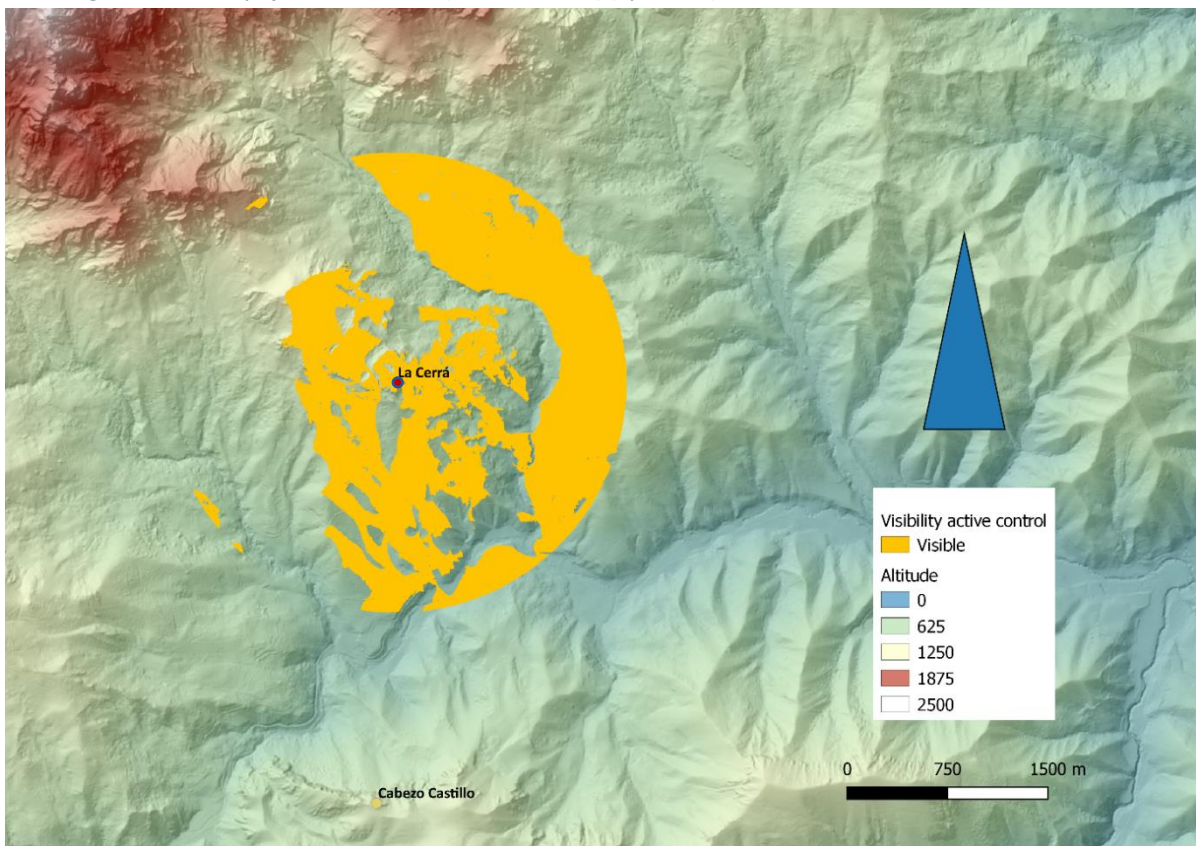 La Cerrá
Visibility active control
Visible
Altitude
0
625
1250
1875
2500
0 750 1500 m
Cabezo Castillo